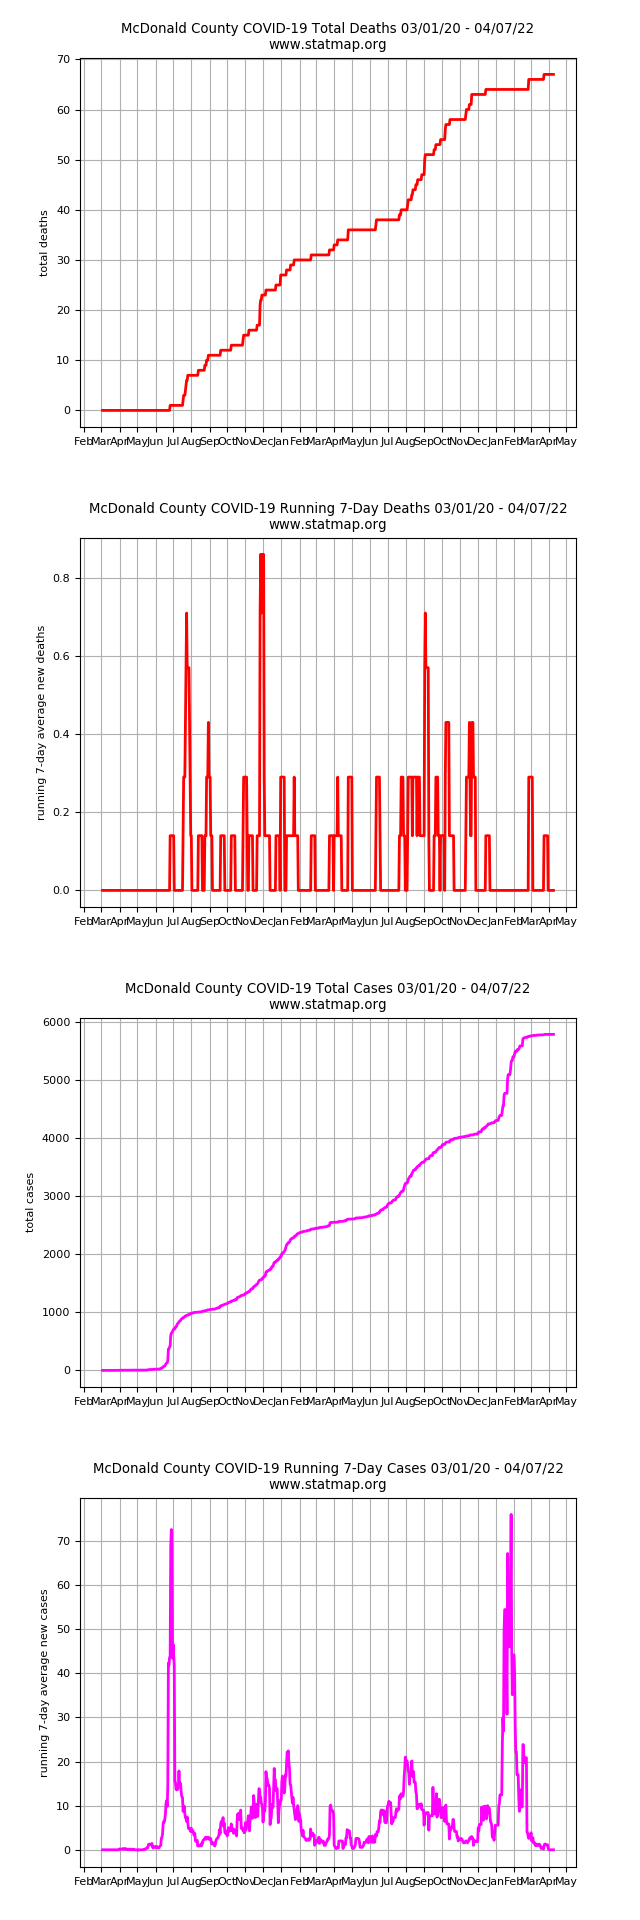 McDonald County COVID-19 Total Deaths 03/01/20 - 04/07/22
www.statmap.org
70
60
50
40
30
20
10
0
total deaths
Feb Mar Apr May Jun Jul Aug Sep Oct Nov Dec Jan Feb Mar Apr May Jun Jul Aug Sep Oct Nov Dec Jan Feb Mar Apr May
McDonald County COVID-19 Running 7-Day Deaths 03/01/20 - 04/07/22
www.statmap.org
0.8
0.6
0.4
0.2
0.0
running 7-day average new deaths
Feb Mar Apr May Jun Jul Aug Sep Oct Nov Dec Jan Feb Mar Apr May Jun Jul Aug Sep Oct Nov Dec Jan Feb Mar Apr May
McDonald County COVID-19 Total Cases 03/01/20 - 04/07/22
www.statmap.org
6000
5000
4000
3000
2000
1000
0
total cases
Feb Mar Apr May Jun Jul Aug Sep Oct Nov Dec Jan Feb Mar Apr May Jun Jul Aug Sep Oct Nov Dec Jan Feb Mar Apr May
McDonald County COVID-19 Running 7-Day Cases 03/01/20 - 04/07/22
www.statmap.org
70
60
50
40
30
20
10
0
running 7-day average new cases
Feb Mar Apr May Jun Jul Aug Sep Oct Nov Dec Jan Feb Mar Apr May Jun Jul Aug Sep Oct Nov Dec Jan Feb Mar Apr May